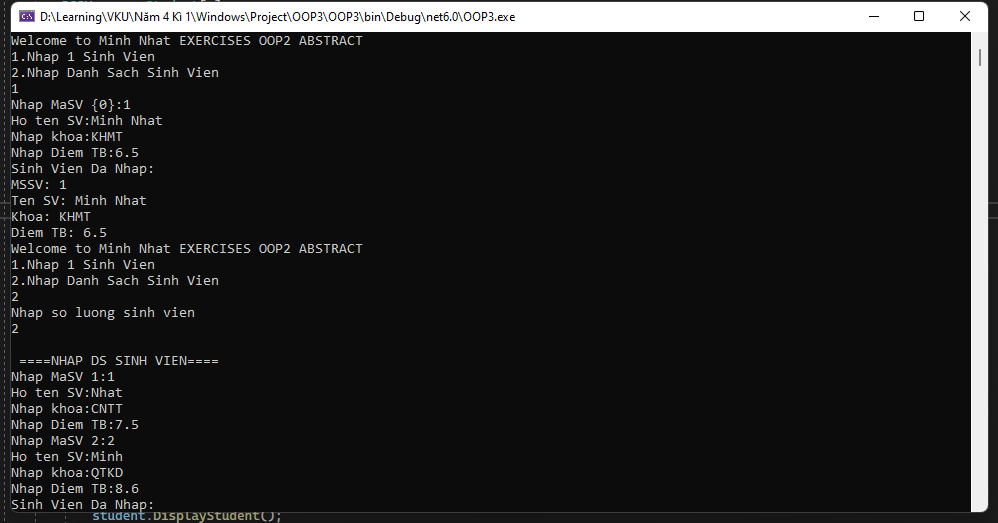 D:\Learning\VKU\Năm 4 Kì 1\Windows\Project\OOP3\OOP3\bin\Debug\net6.0\OOP3.exe
Welcome to Minh Nhat EXERCISES OOP2 ABSTRACT
1.Nhap 1 Sinh Vien
2.Nhap Danh Sach Sinh Vien
1
Nhap MaSV {0}:1
Ho ten SV:Minh Nhat
Nhap khoa:KHMT
Nhap Diem TB:6.5
Sinh Vien Da Nhap:
MSSV: 1
Ten SV: Minh Nhat
Khoa: KHMT
Diem TB: 6.5
Welcome to Minh Nhat EXERCISES OOP2 ABSTRACT
1.Nhap 1 Sinh Vien
2.Nhap Danh Sach Sinh Vien
2
Nhap so luong sinh vien
2
====NHAP DS SINH VIEN====
Nhap MaSV 1:1
Ho ten SV:Nhat
Nhap khoa:CNTT
Nhap Diem TB:7.5
Nhap MaSV 2:2
Ho ten SV:Minh
Nhap khoa:QTKD
Nhap Diem TB:8.6
Sinh Vien Da Nhap:
student.DisplayStudent();